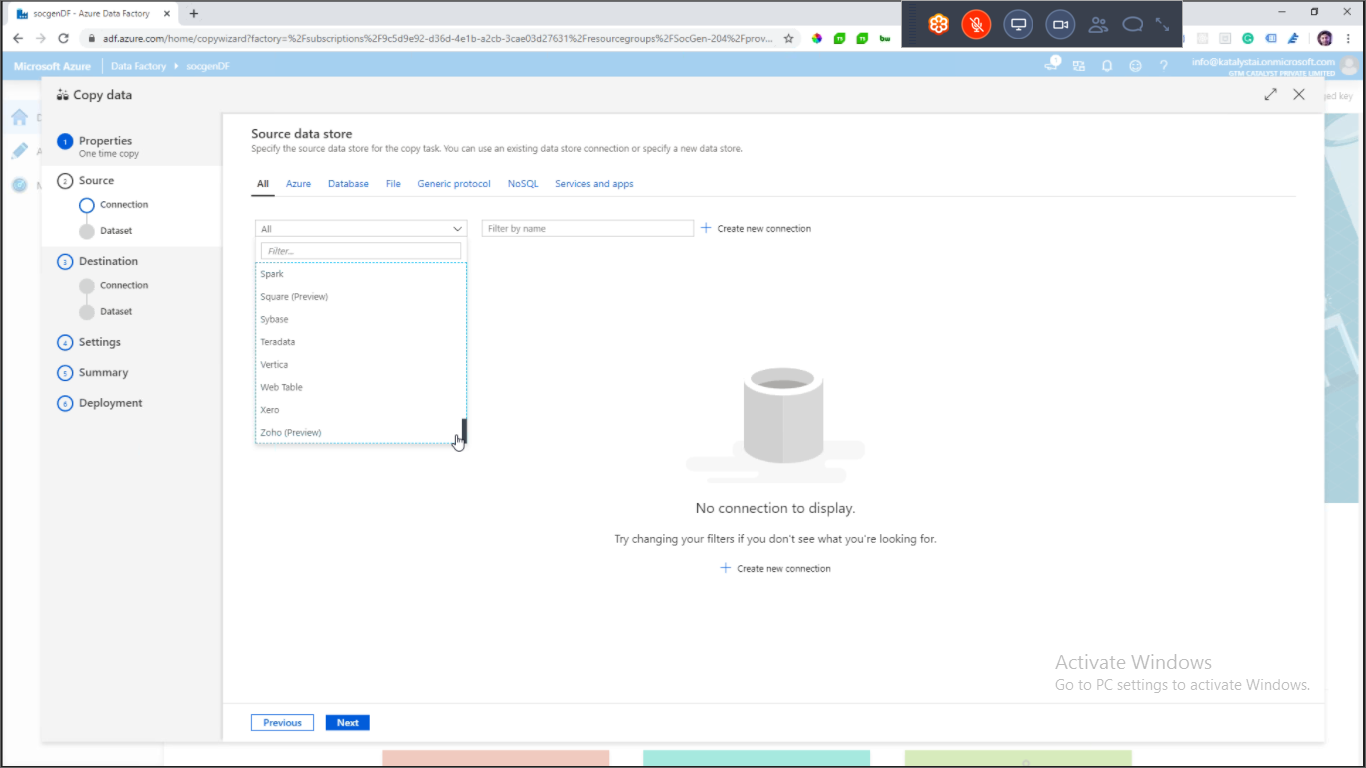 socgenDF - Azure Data Factory
adf.azure.com/home/copywizard?factory=%2Fsubscriptions%2F9c5d9e92-d36d-4e1b-a2cb-3cae03d27631%2Fresourcegroups%2FSocGen-204%2Fprov...
Microsoft Azure
Data Factory
socgenDF
1
?
info@katalystai.onmicrosoft.com
GTM CATALYST PRIVATE LIMITED
Copy data
ged key
1
Properties
One time copy
2
Source
Connection
Dataset
3
Destination
Connection
Dataset
4
Settings
5
Summary
6
Deployment
Source data store
Specify the source data store for the copy task. You can use an existing data store connection or specify a new data store.
All
Azure
Database
File
Generic protocol
NoSQL
Services and apps
All
Filter by name
Create new connection
Filter...
Spark
Square (Preview)
Sybase
Teradata
Vertica
Web Table
Xero
Zoho (Preview)
No connection to display.
Try changing your filters if you don't see what you're looking for.
Create new connection
Activate Windows
Go to PC settings to activate Windows.
Previous
Next